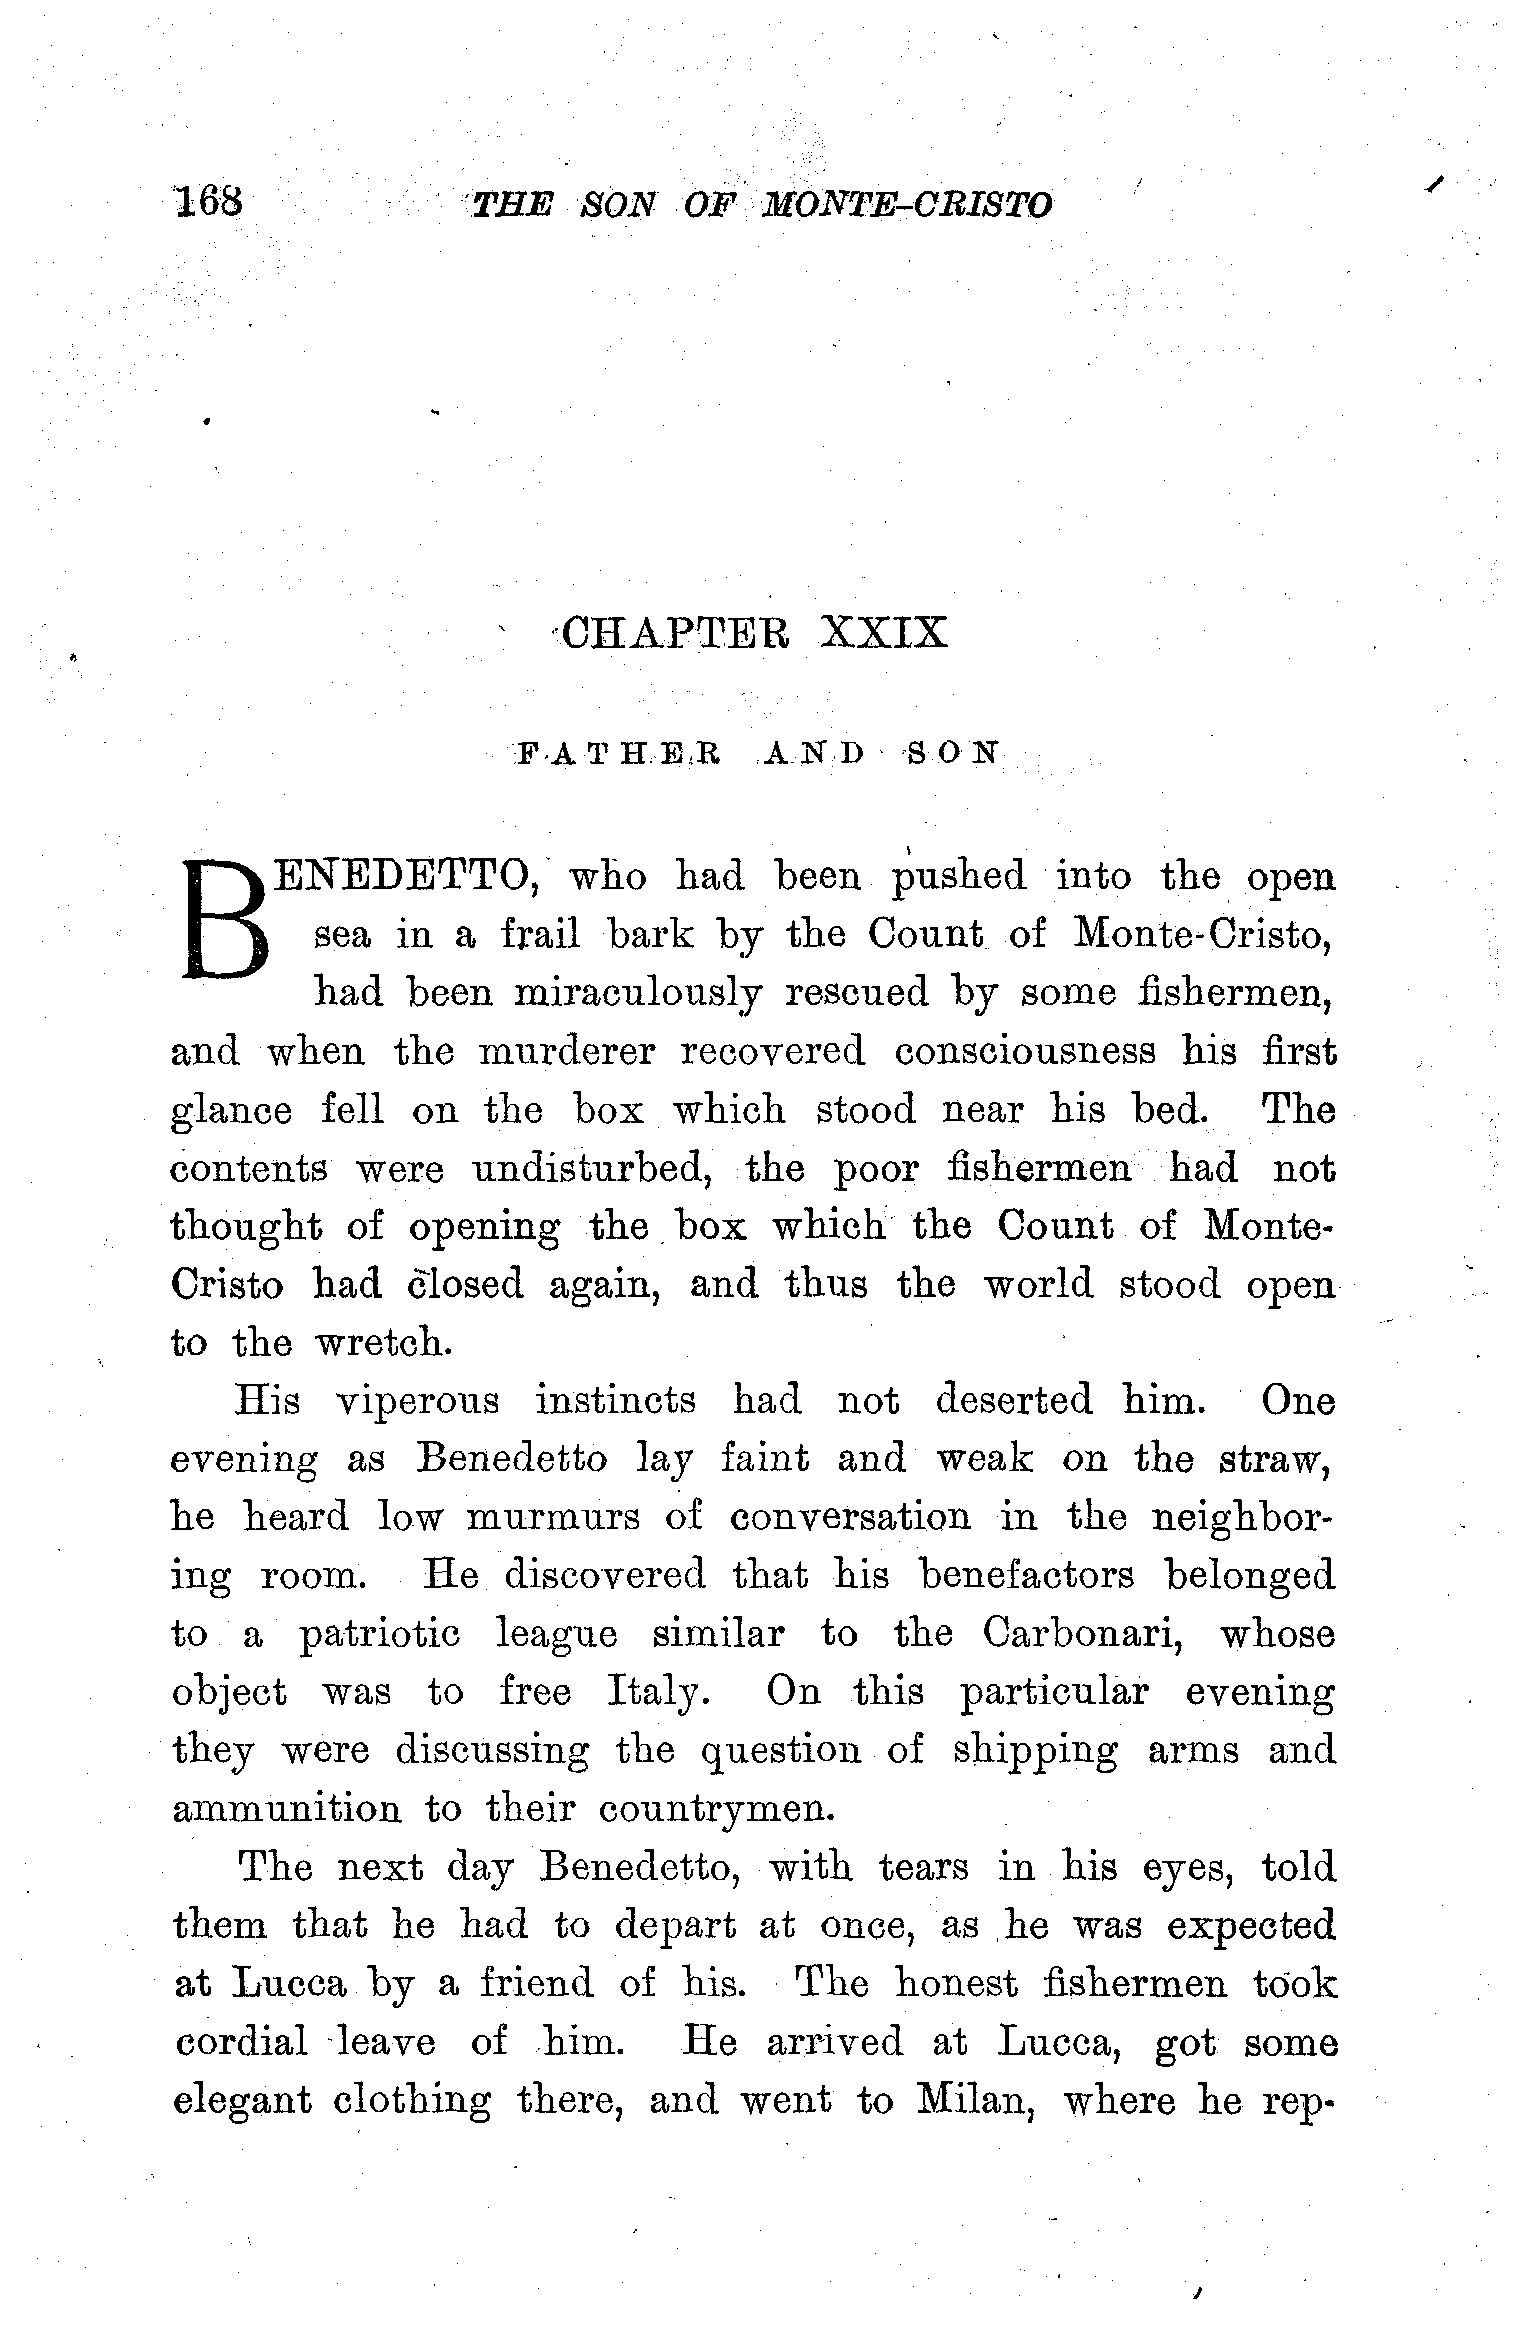 168 THE SON OF MONTE-CRISTO
CHAPTER XXIX
FATHER AND SON
BENEDETTO, who had been pushed into the open
sea in a frail bark by the Count of Monte-Cristo,
had been miraculously rescued by some fishermen,
and when the murderer recovered consciousness his first
glance fell on the box which stood near his bed. The
contents were undisturbed, the poor fishermen had not
thought of opening the box which the Count of Monte-
Cristo had closed again, and thus the world stood open
to the wretch.
His viperous instincts had not deserted him. One
evening as Benedetto lay faint and weak on the straw,
he heard low murmurs of conversation in the neighbor-
ing room. He discovered that his benefactors belonged
to a patriotic league similar to the Carbonari, whose
object was to free Italy. On this particular evening
they were discussing the question of shipping arms and
ammunition to their countrymen.
The next day Benedetto, with tears in his eyes, told
them that he had to depart at once, as he was expected
at Lucca by a friend of his. The honest fishermen took
cordial leave of him. He arrived at Lucca, got some
elegant clothing there, and went to Milan, where he rep-